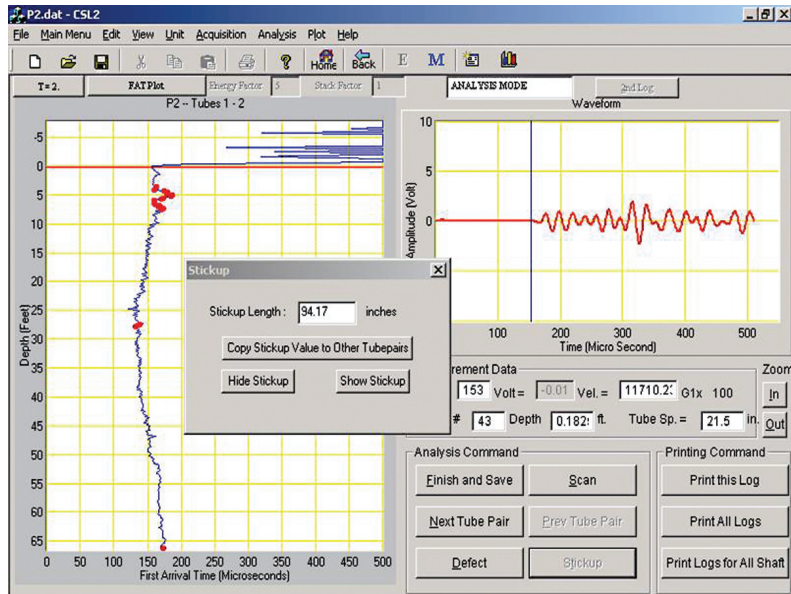 P2.dat - CSL2
File Main Menu Edit View Unit Acquisition Analysis Plot Help
Home Back E M
T=2. FAT Plot Energy Factor 5 Stack Factor 1 ANALYSIS MODE 2nd Log
P2 -- Tubes 1 - 2
-5
0
5
10
15
20
25
30
35
40
45
50
55
60
65
Depth (Feet)
0 50 100 150 200 250 300 350 400 450 500
First Arrival Time (Microseconds)
Waveform
10
5
0
Amplitude (Volt)
100 200 300 400 500
Time (Micro Second)
Stickup
Stickup Length : 94.17 inches
Copy Stickup Value to Other Tubepairs
Hide Stickup Show Stickup
rement Data
153 Volt= -0.01 Vel. = 11710.2 G1x 100
# 43 Depth 0.182 ft. Tube Sp. = 21.5 in.
Zoom
In
Out
Analysis Command
Finish and Save Scan
Next Tube Pair Prev Tube Pair
Defect Stickup
Printing Command
Print this Log
Print All Logs
Print Logs for All Shaft